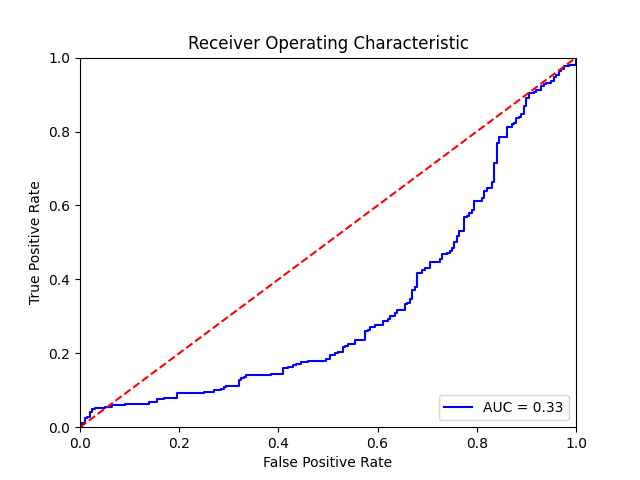 Receiver Operating Characteristic
1.0
0.8
0.6
0.4
0.2
0.0
True Positive Rate
AUC = 0.33
0.0 0.2 0.4 0.6 0.8 1.0
False Positive Rate